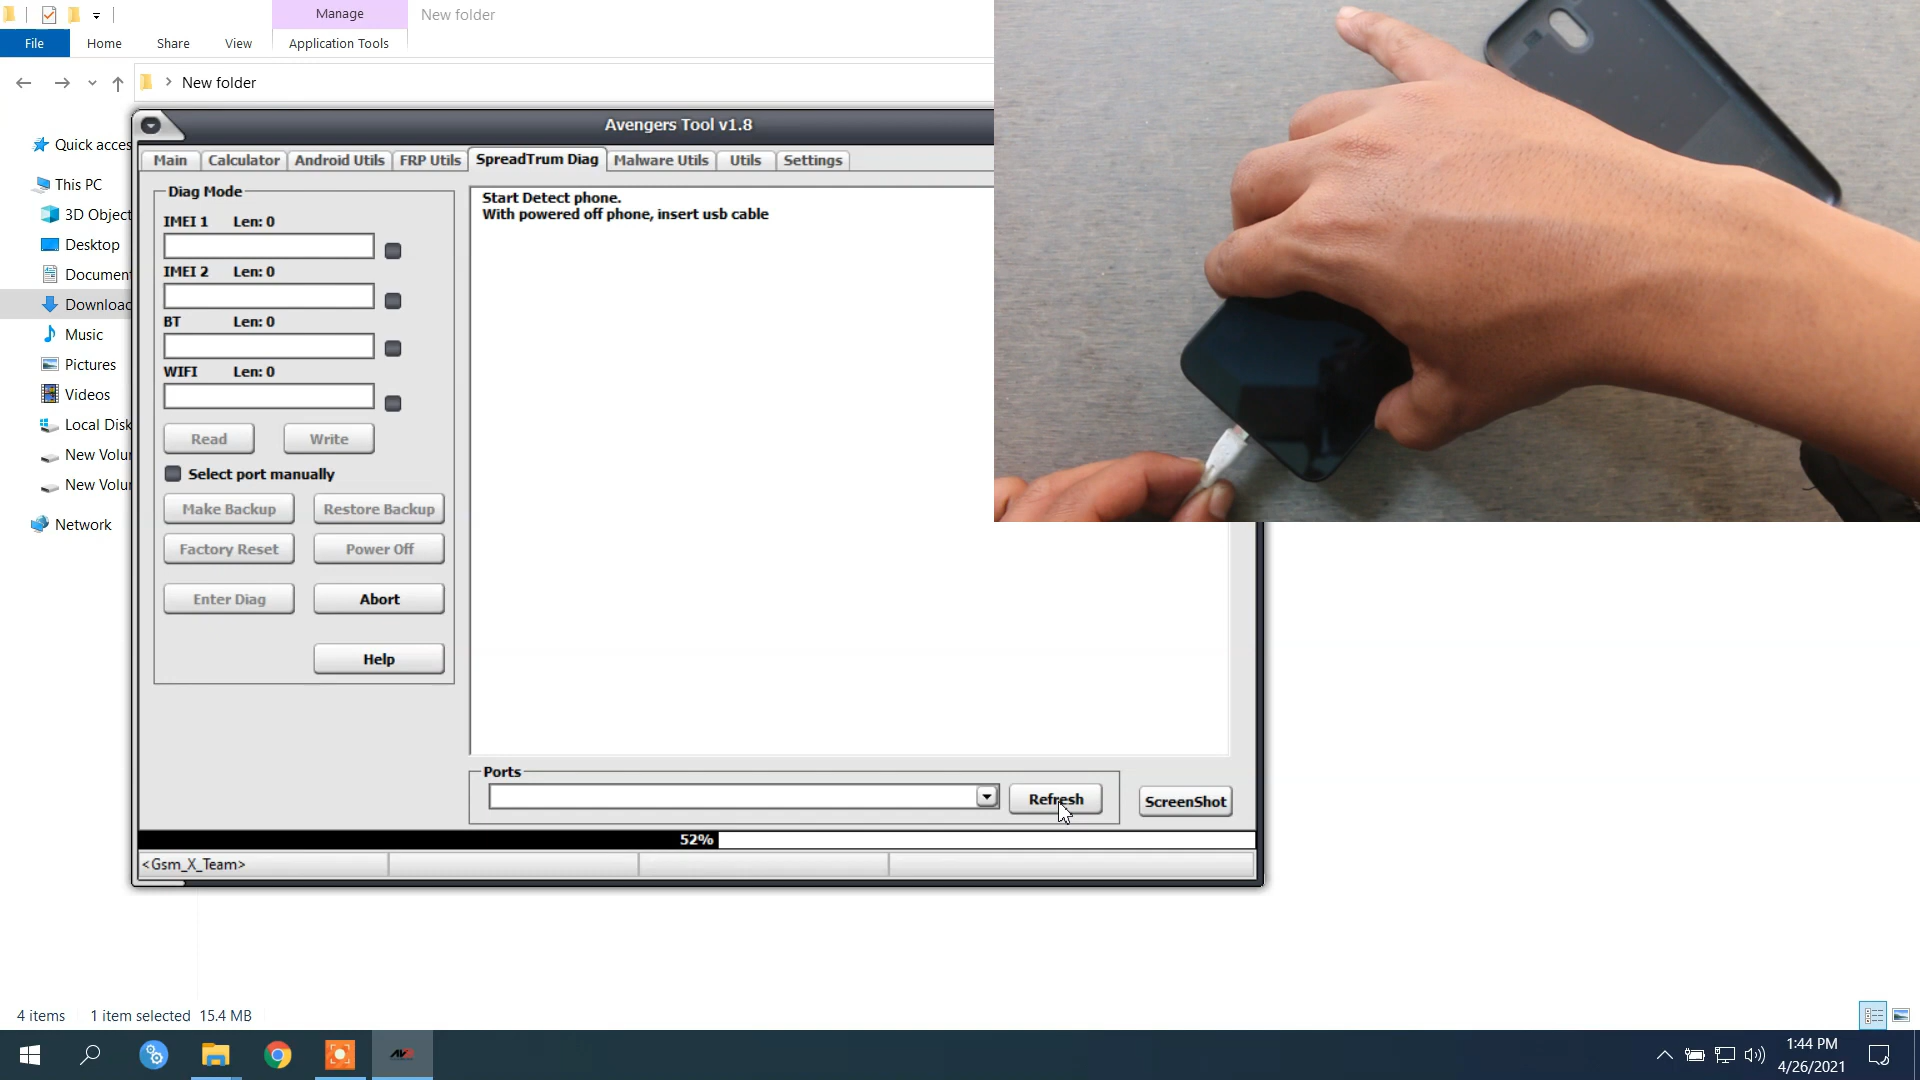 Manage
New folder
File
Home
Share
View
Application Tools
New folder
Avengers Tool v1.8
Quick acces
This PC
3D Object
Desktop
Document
Download
Music
Pictures
Videos
Local Disk
New Volu
New Volu
Network
Main
Calculator
Android Utils
FRP Utils
SpreadTrum Diag
Malware Utils
Utils
Settings
Diag Mode
IMEI 1 Len: 0
IMEI 2 Len: 0
BT Len: 0
WIFI Len: 0
Read
Write
Select port manually
Make Backup
Restore Backup
Factory Reset
Power Off
Enter Diag
Abort
Help
Start Detect phone.
With powered off phone, insert usb cable
Ports
Refresh
ScreenShot
52%
<Gsm_X_Team>
4 items 1 item selected 15.4 MB
1:44 PM
4/26/2021